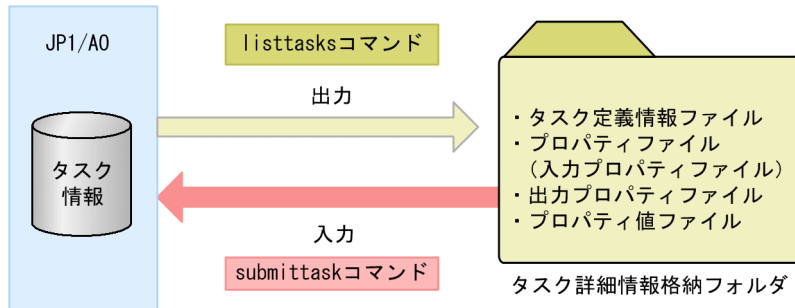 JP1/AO
listtasksコマンド
出力
タスク
情報
入力
submittaskコマンド
・タスク定義情報ファイル
・プロパティファイル
(入力プロパティファイル)
・出力プロパティファイル
・プロパティ値ファイル
タスク詳細情報格納フォルダ